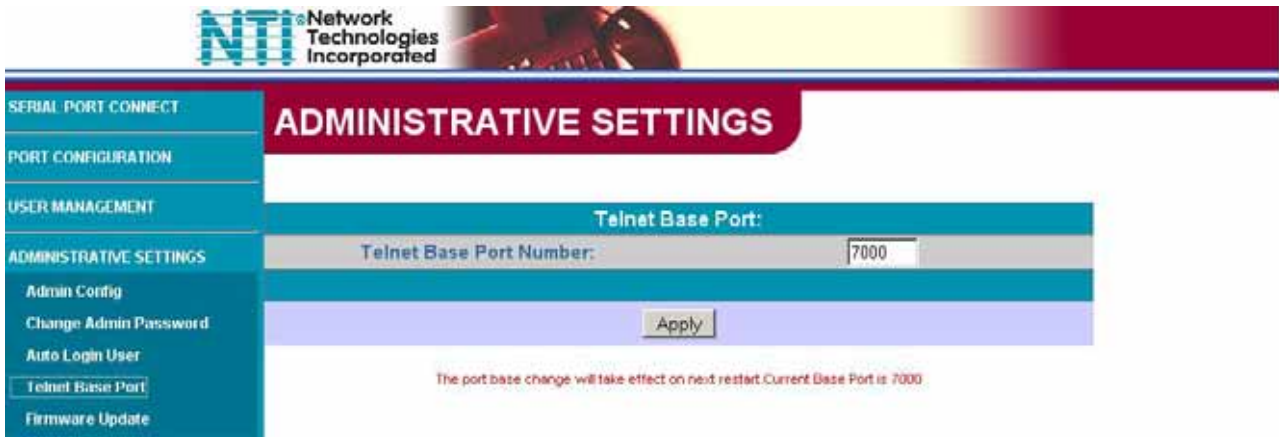 NTI® Network
Technologies
Incorporated
SERIAL PORT CONNECT
PORT CONFIGURATION
USER MANAGEMENT
ADMINISTRATIVE SETTINGS
Admin Config
Change Admin Password
Auto Login User
Telnet Base Port
Firmware Update
ADMINISTRATIVE SETTINGS
Telnet Base Port:
Telnet Base Port Number: 7000
Apply
The port base change will take effect on next restart.Current Base Port is 7000